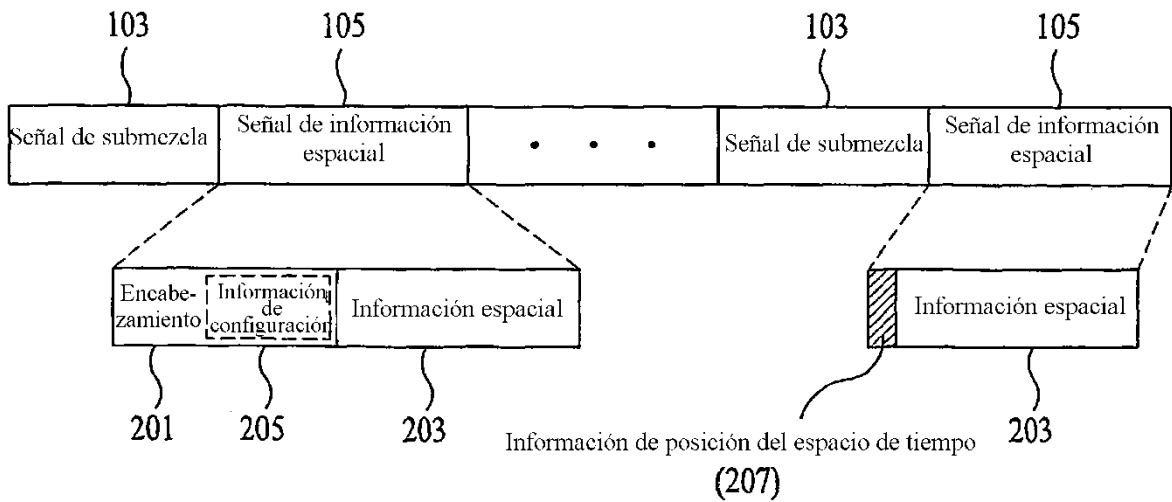 103
105
103
105
Señal de submezcla
Señal de información
espacial
. . .
Señal de submezcla
Señal de información
espacial
Encabe-
zamiento
Información
de
configuración
Información espacial
Información espacial
201
205
203
Información de posición del espacio de tiempo
(207)
203